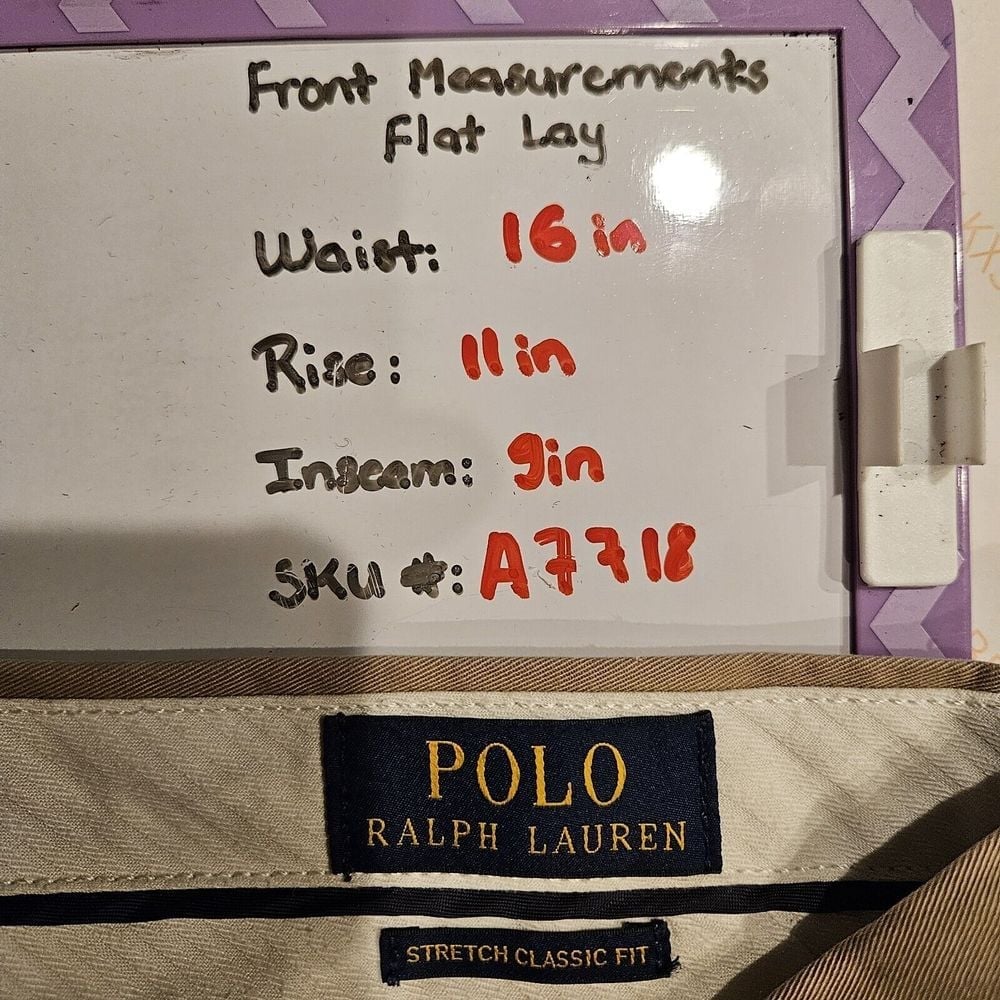 Front Measurements
Flat Lay
Waist: 16 in
Rise: 11 in
Inseam: 9in
SKU #: A7718
POLO
RALPH LAUREN
STRETCH CLASSIC FIT